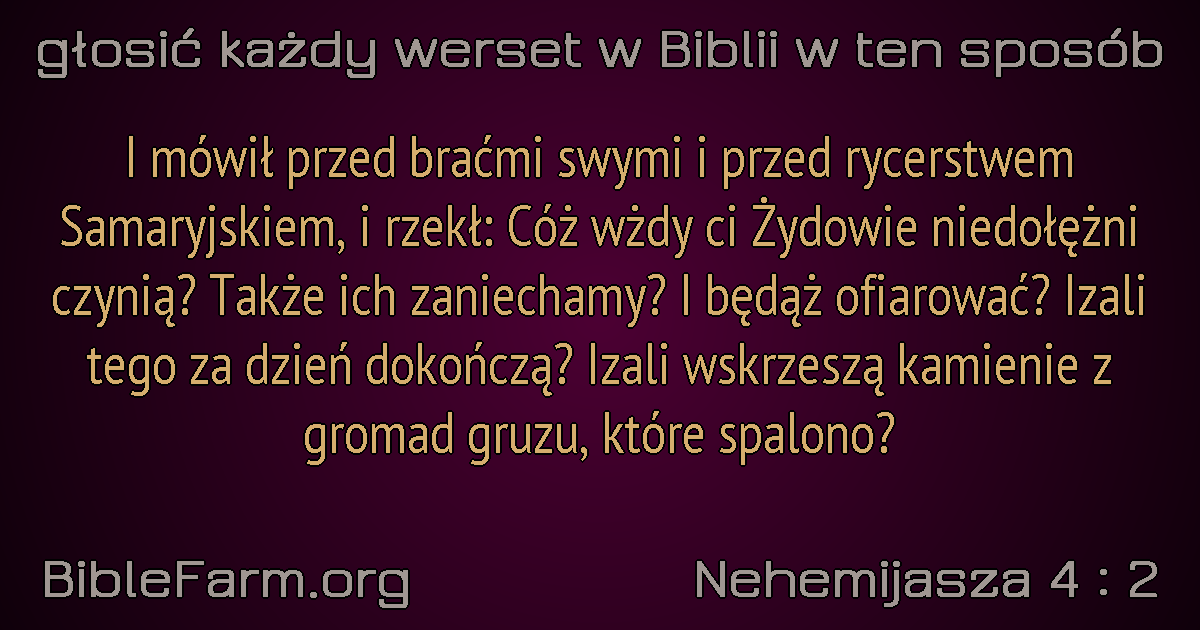 głosić każdy werset w Biblii w ten sposób
I mówił przed braćmi swymi i przed rycerstwem
Samaryjskiem, i rzekł: Cóż wżdy ci Żydowie niedołężni
czynią? Także ich zaniechamy? I będąż ofiarować? Izali
tego za dzień dokończą? Izali wskrzeszą kamienie z
gromad gruzu, które spalono?
BibleFarm.org
Nehemijasza 4 : 2